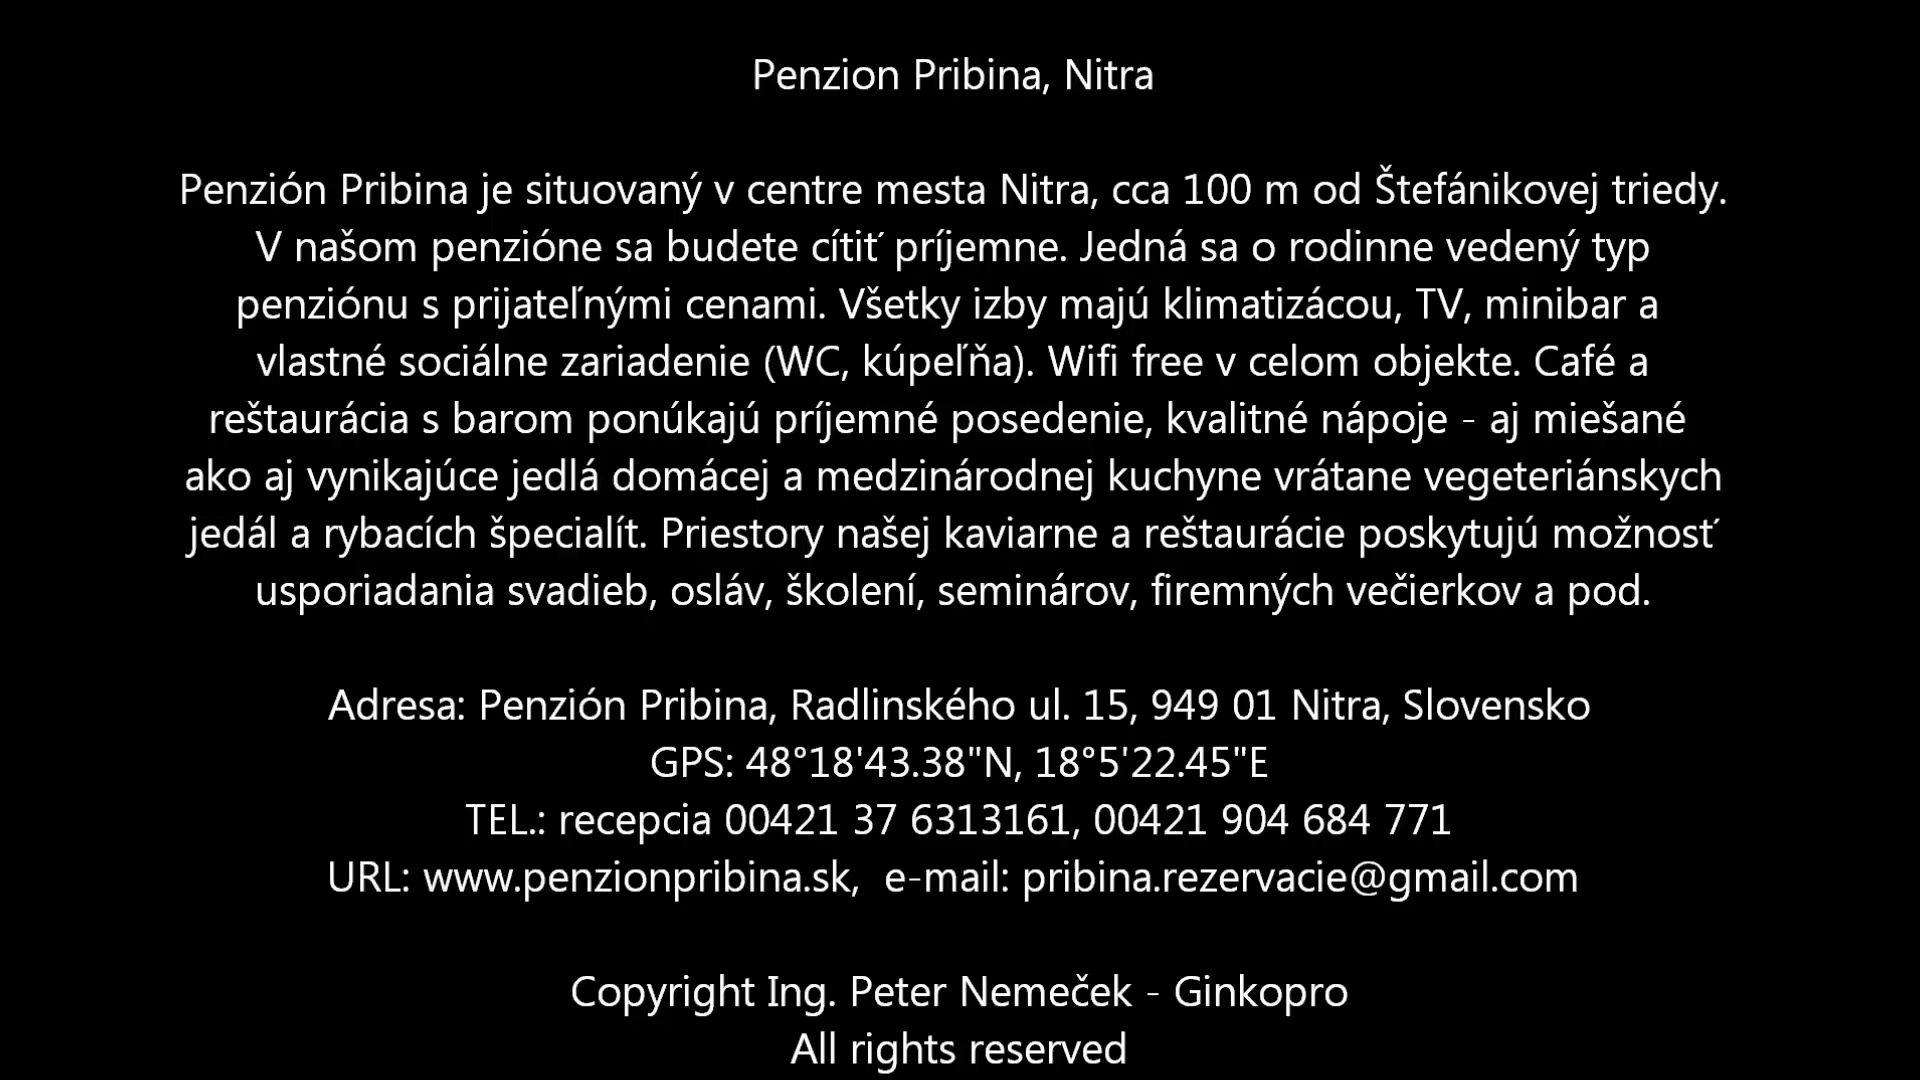 Penzion Pribina, Nitra
Penzión Pribina je situovaný v centre mesta Nitra, cca 100 m od Štefánikovej triedy.
V našom penzióne sa budete cítiť príjemne. Jedná sa o rodinne vedený typ
penziónu s prijateľnými cenami. Všetky izby majú klimatizácou, TV, minibar a
vlastné sociálne zariadenie (WC, kúpeľňa). Wifi free v celom objekte. Café a
reštaurácia s barom ponúkajú príjemné posedenie, kvalitné nápoje - aj miešané
ako aj vynikajúce jedlá domácej a medzinárodnej kuchyne vrátane vegeteriánskych
jedál a rybacích špecialít. Priestory našej kaviarne a reštaurácie poskytujú možnosť
usporiadania svadieb, osláv, školení, seminárov, firemných večierkov a pod.
Adresa: Penzión Pribina, Radlinského ul. 15, 949 01 Nitra, Slovensko
GPS: 48°18'43.38"N, 18°5'22.45"E
TEL.: recepcia 00421 37 6313161, 00421 904 684 771
URL: www.penzionpribina.sk,  e-mail: pribina.rezervacie@gmail.com
Copyright Ing. Peter Nemeček - Ginkopro
All rights reserved